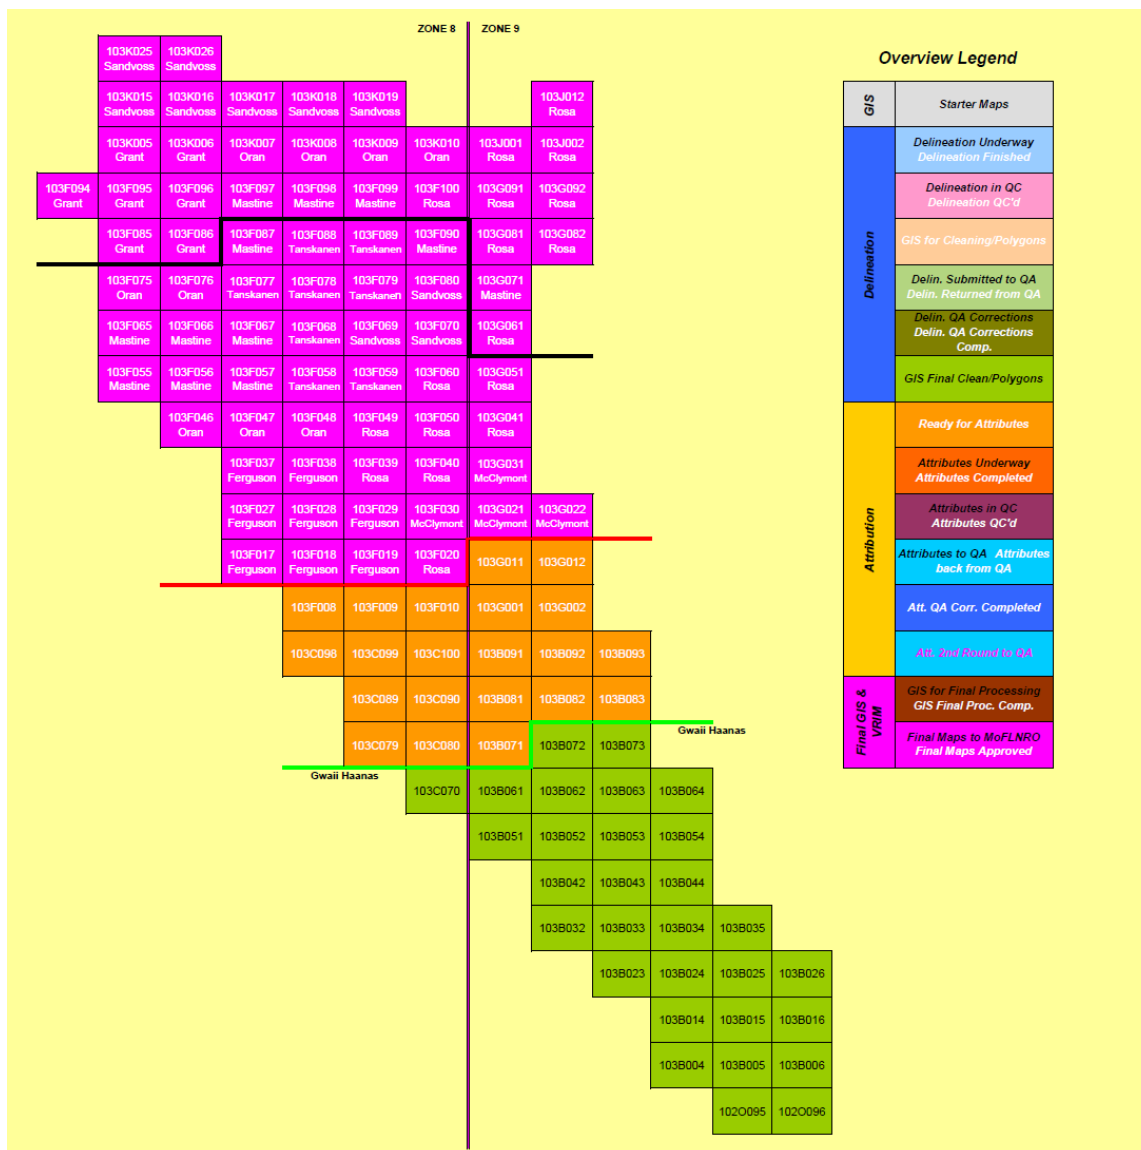 ZONE 8 ZONE 9
103K025 103K026
Sandvoss Sandvoss
103K015 103K016 103K017 103K018 103K019 103J012
Sandvoss Sandvoss Sandvoss Sandvoss Sandvoss Rosa
103K005 103K006 103K007 103K008 103K009 103K010 103J001 103J002
Grant Grant Oran Oran Oran Oran Rosa Rosa
103F094 103F095 103F096 103F097 103F098 103F099 103F100 103G091 103G092
Grant Grant Grant Mastine Mastine Mastine Rosa Rosa Rosa
103F085 103F086 103F087 103F088 103F089 103F090 103G081 103G082
Grant Grant Mastine Tanskanen Tanskanen Mastine Rosa Rosa
103F075 103F076 103F077 103F078 103F079 103F080 103G071
Oran Oran Tanskanen Tanskanen Tanskanen Sandvoss Mastine
103F065 103F066 103F067 103F068 103F069 103F070 103G061
Mastine Mastine Mastine Tanskanen Sandvoss Sandvoss Rosa
103F055 103F056 103F057 103F058 103F059 103F060 103G051
Mastine Mastine Mastine Tanskanen Tanskanen Rosa Rosa
103F046 103F047 103F048 103F049 103F050 103G041
Oran Oran Oran Rosa Rosa Rosa
103F037 103F038 103F039 103F040 103G031
Ferguson Ferguson Rosa Rosa McClymont
103F027 103F028 103F029 103F030 103G021 103G022
Ferguson Ferguson Ferguson McClymont McClymont McClymont
103F017 103F018 103F019 103F020 103G011 103G012
Ferguson Ferguson Ferguson Rosa
103F008 103F009 103F010 103G001 103G002
103C098 103C099 103C100 103B091 103B092 103B093
103C089 103C090 103B081 103B082 103B083
Gwaii Haanas
103C079 103C080 103B071 103B072 103B073
Gwaii Haanas
103C070 103B061 103B062 103B063 103B064
103B051 103B052 103B053 103B054
103B042 103B043 103B044
103B032 103B033 103B034 103B035
103B023 103B024 103B025 103B026
103B014 103B015 103B016
103B004 103B005 103B006
102O095 102O096
Overview Legend
GIS
Starter Maps
Delineation
Delineation Underway
Delineation Finished
Delineation in QC
Delineation QC'd
GIS for Cleaning/Polygons
Delin. Submitted to QA
Delin. Returned from QA
Delin. QA Corrections
Delin. QA Corrections
Comp.
GIS Final Clean/Polygons
Attribution
Ready for Attributes
Attributes Underway
Attributes Completed
Attributes in QC
Attributes QC'd
Attributes to QA Attributes
back from QA
Att. QA Corr. Completed
Att. 2nd Round to QA
Final GIS &
VRIM
GIS for Final Processing
GIS Final Proc. Comp.
Final Maps to MoFLNRO
Final Maps Approved